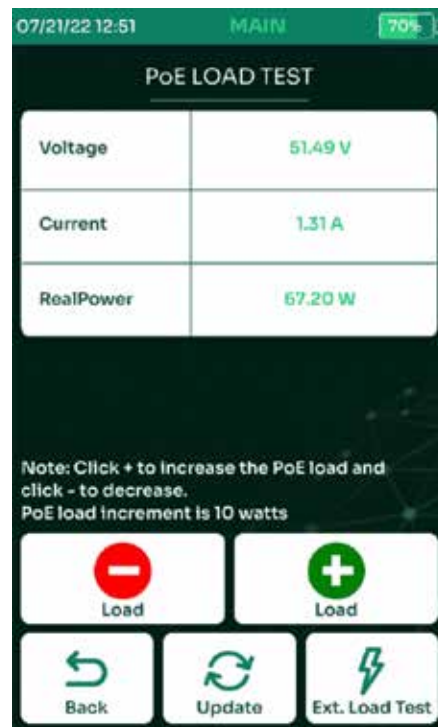 07/21/22 12:51 MAIN 70%
PoE LOAD TEST
Voltage 51.49 V
Current 1.31 A
RealPower 67.20 W
Note: Click + to increase the PoE load and
click - to decrease.
PoE load increment is 10 watts
Load Load
Back Update Ext. Load Test